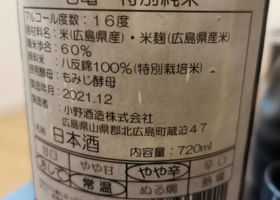 特別純米
アルコール度数：１６度
原材料：米(広島県産)・米麹(広島県産米)
精米歩合：60%
原料米：八反錦100%(特別栽培米)
使用酵母：もみじ酵母
製造年月：2021.12
製造者：小野酒造株式会社
広島県山県郡北広島町蔵迫47
日本酒 内容量：720ml
甘口 やや甘 やや辛 辛口
冷して 常温 ぬる燗 熱燗